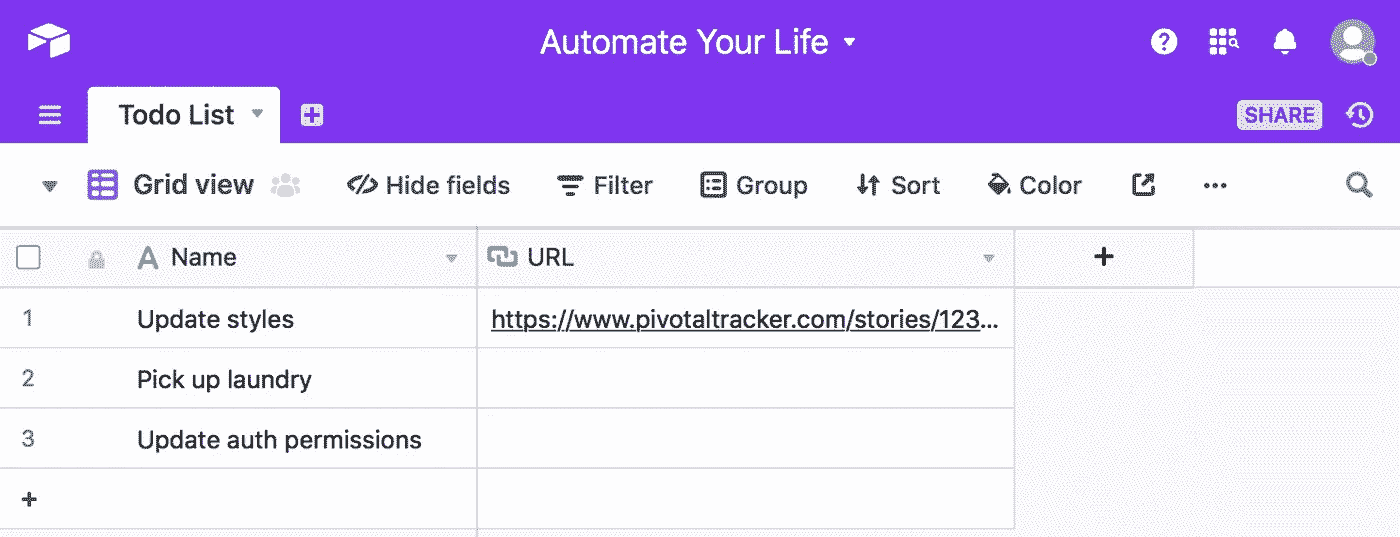 Automate Your Life
Todo List
SHARE
Grid view Hide fields Filter Group Sort Color
Name URL
1 Update styles https://www.pivotaltracker.com/stories/123...
2 Pick up laundry
3 Update auth permissions